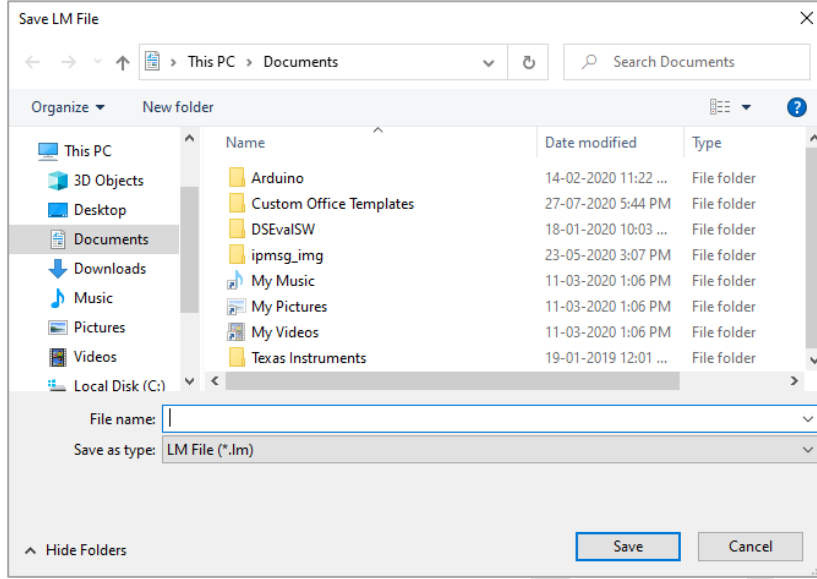 Save LM File
This PC > Documents
Search Documents
Organize
New folder
?
This PC
3D Objects
Desktop
Documents
Downloads
Music
Pictures
Videos
Local Disk (C:)
Name Date modified Type
Arduino 14-02-2020 11:22 ... File folder
Custom Office Templates 27-07-2020 5:44 PM File folder
DSEvalSW 18-01-2020 10:03 ... File folder
ipmsg_img 23-05-2020 3:07 PM File folder
My Music 11-03-2020 1:06 PM File folder
My Pictures 11-03-2020 1:06 PM File folder
My Videos 11-03-2020 1:06 PM File folder
Texas Instruments 19-01-2019 12:01 ... File folder
File name:
Save as type: LM File (*.lm)
Hide Folders
Save
Cancel